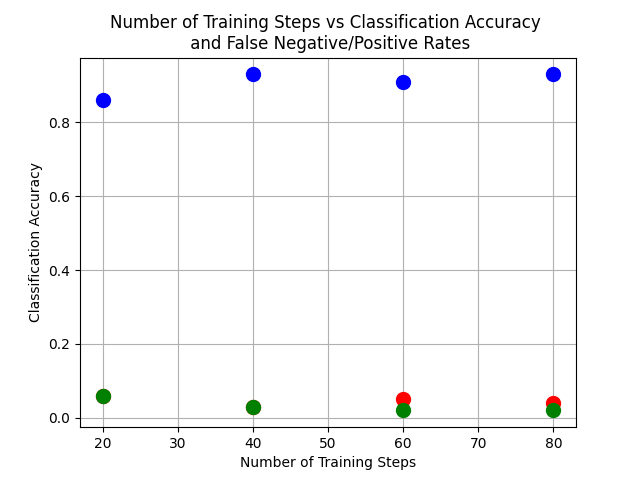 Number of Training Steps vs Classification Accuracy
and False Negative/Positive Rates
Classification Accuracy
0.8
0.6
0.4
0.2
0.0
20 30 40 50 60 70 80
Number of Training Steps